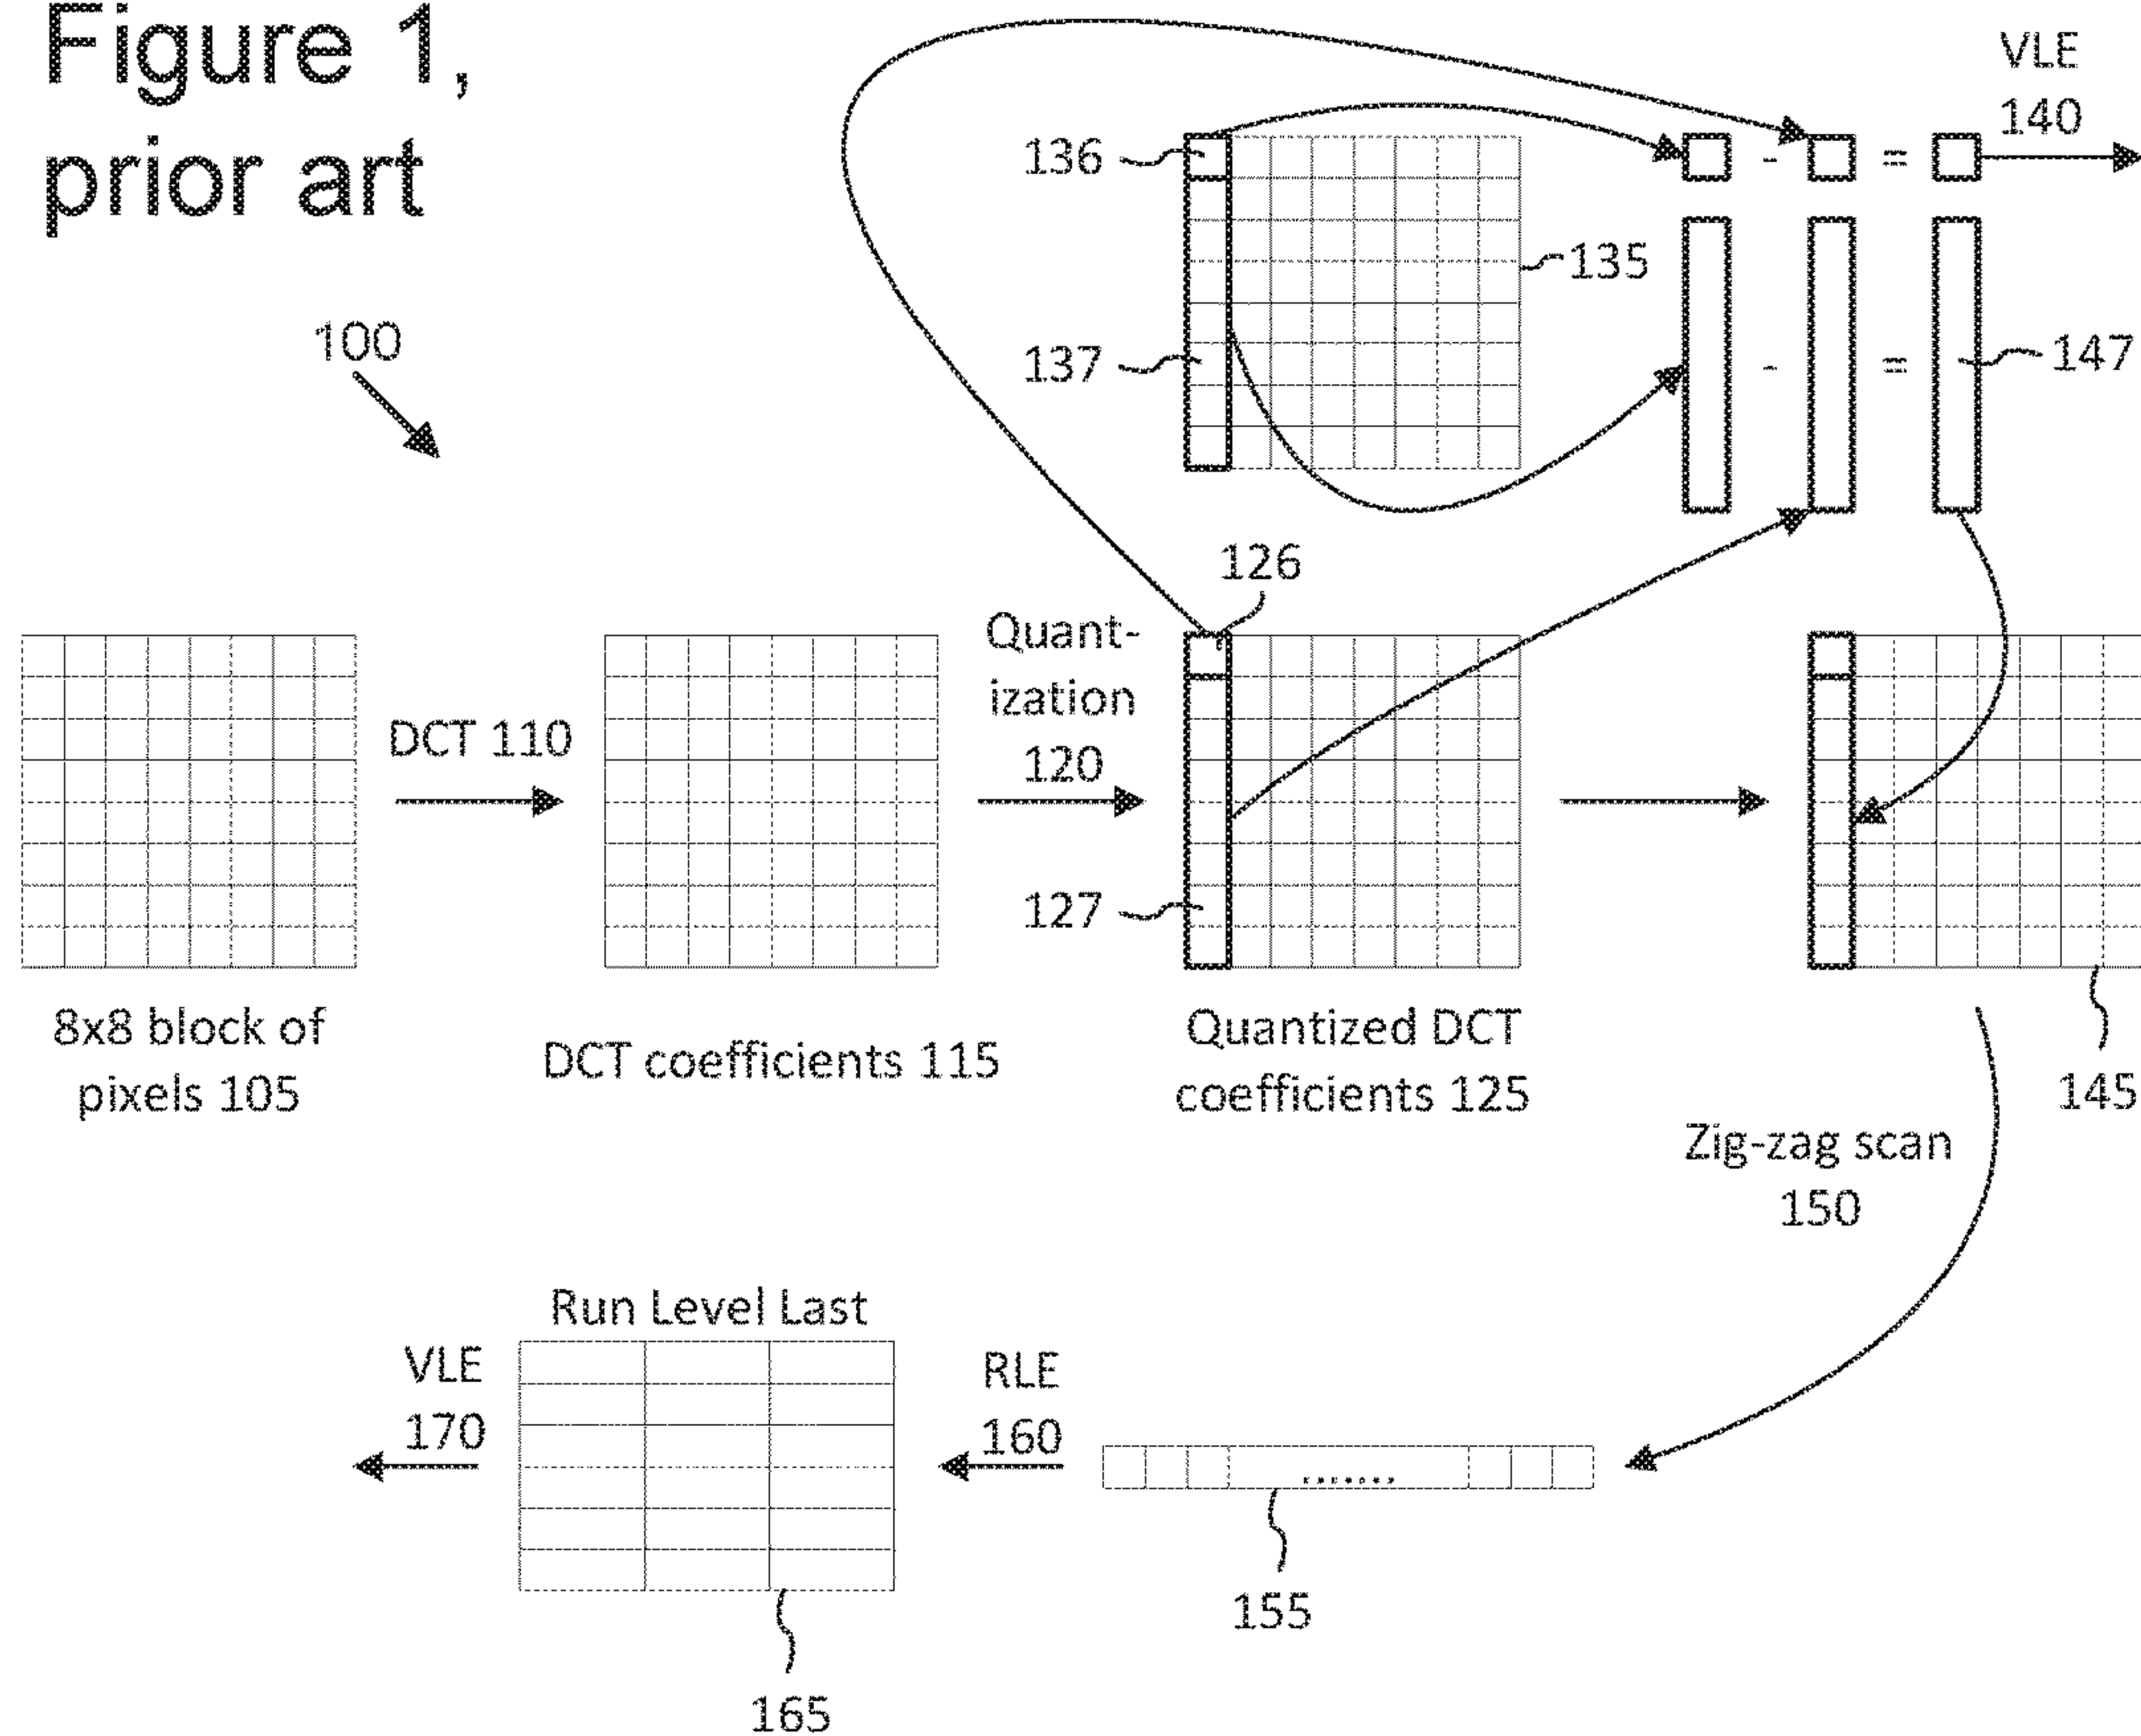 Figure 1,
prior art
VLE
140
136
- =
135
100
137
- =
147
126
Quant-
ization
120
DCT 110
127
8x8 block of
pixels 105
DCT coefficients 115
Quantized DCT
coefficients 125
145
Zig-zag scan
150
Run Level Last
VLE
170
RLE
160
.......
155
165